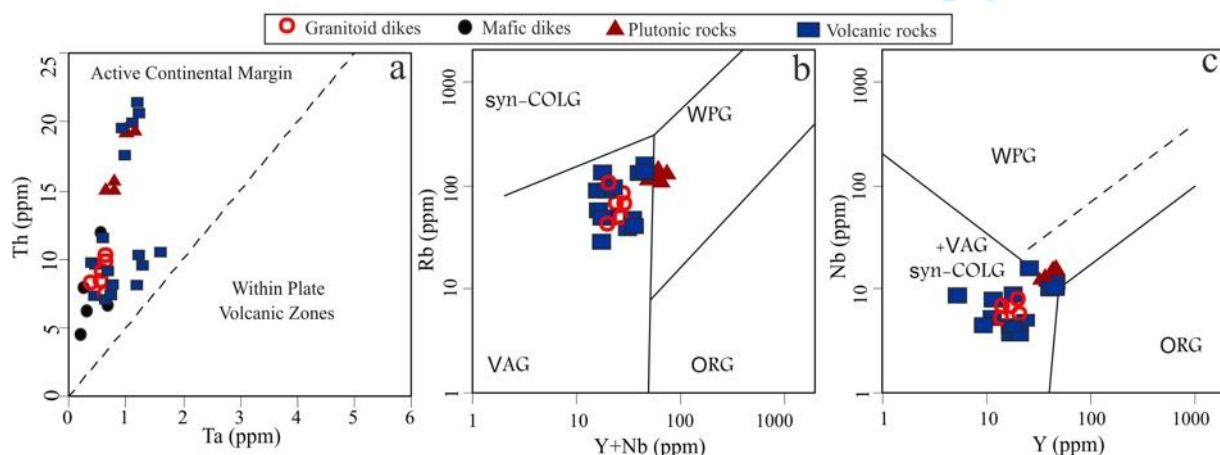 Granitoid dikes Mafic dikes Plutonic rocks Volcanic rocks
a
Active Continental Margin
Within Plate
Volcanic Zones
25
20
15
10
5
0
Th (ppm)
0 1 2 3 4 5 6
Ta (ppm)
b
syn-COLG
WPG
VAG
ORG
1000
100
10
1
Rb (ppm)
1 10 100 1000
Y+Nb (ppm)
c
WPG
+VAG
syn-COLG
ORG
1000
100
10
1
Nb (ppm)
1 10 100 1000
Y (ppm)